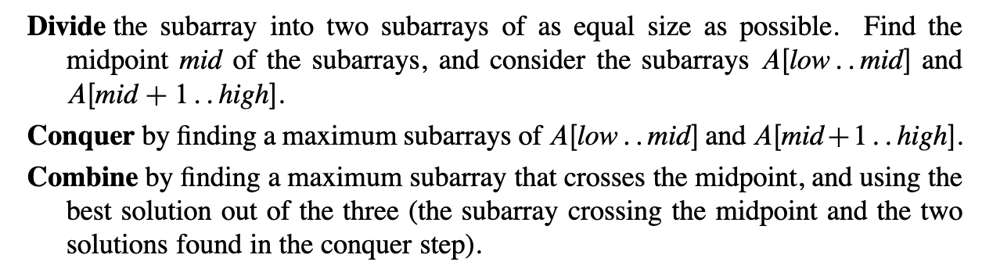 Divide the subarray into two subarrays of as equal size as possible. Find the
midpoint mid of the subarrays, and consider the subarrays A[low . . mid] and
A[mid + 1 . . high].
Conquer by finding a maximum subarrays of A[low . . mid] and A[mid+1 . . high].
Combine by finding a maximum subarray that crosses the midpoint, and using the
best solution out of the three (the subarray crossing the midpoint and the two
solutions found in the conquer step).